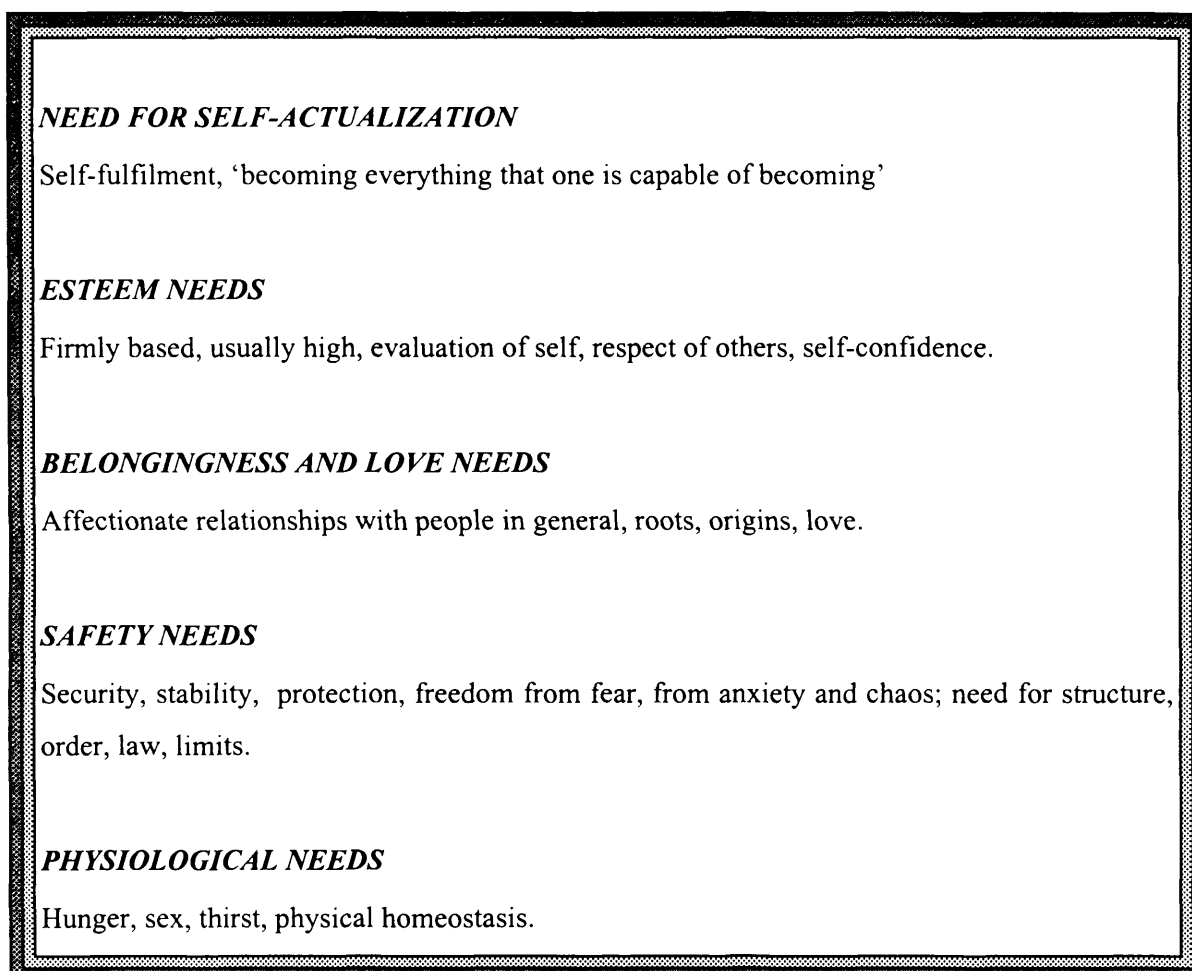 NEED FOR SELF-ACTUALIZATION
Self-fulfilment, ‘becoming everything that one is capable of becoming’
ESTEEM NEEDS
Firmly based, usually high, evaluation of self, respect of others, self-confidence.
BELONGINGNESS AND LOVE NEEDS
Affectionate relationships with people in general, roots, origins, love.
SAFETY NEEDS
Security, stability, protection, freedom from fear, from anxiety and chaos; need for structure,
order, law, limits.
PHYSIOLOGICAL NEEDS
Hunger, sex, thirst, physical homeostasis.